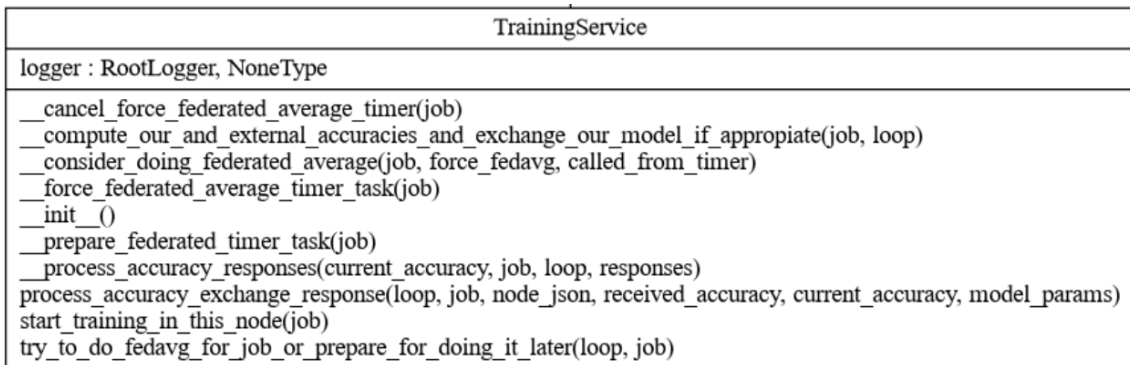 TrainingService
logger : RootLogger, NoneType
__cancel_force_federated_average_timer(job)
__compute_our_and_external_accuracies_and_exchange_our_model_if_appropiate(job, loop)
__consider_doing_federated_average(job, force_fedavg, called_from_timer)
__force_federated_average_timer_task(job)
__init__()
__prepare_federated_timer_task(job)
__process_accuracy_responses(current_accuracy, job, loop, responses)
process_accuracy_exchange_response(loop, job, node_json, received_accuracy, current_accuracy, model_params)
start_training_in_this_node(job)
try_to_do_fedavg_for_job_or_prepare_for_doing_it_later(loop, job)